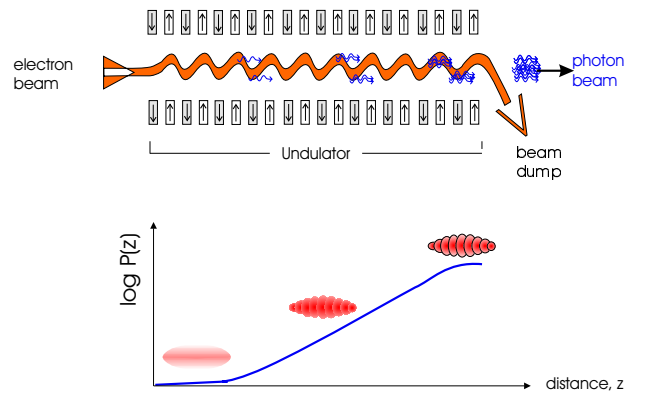 electron
beam
photon
beam
Undulator
beam
dump
log P(z)
distance, z